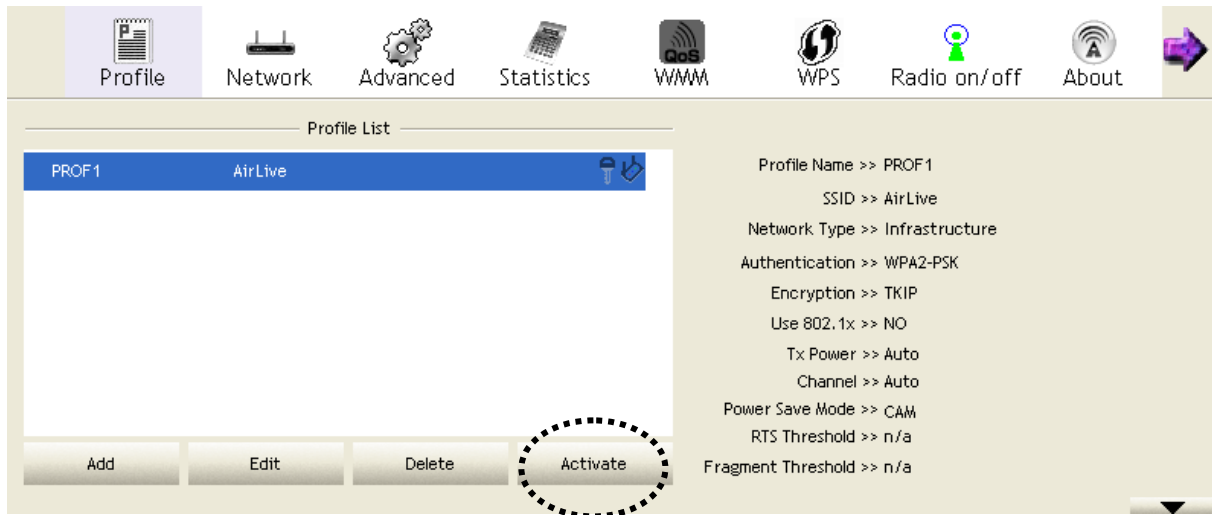 Profile Network Advanced Statistics QoS WMM WPS Radio on/off About
Profile List
PROF1 AirLive
Profile Name >> PROF1
SSID >> AirLive
Network Type >> Infrastructure
Authentication >> WPA2-PSK
Encryption >> TKIP
Use 802.1x >> NO
Tx Power >> Auto
Channel >> Auto
Power Save Mode >> CAM
RTS Threshold >> n/a
Fragment Threshold >> n/a
Add Edit Delete Activate